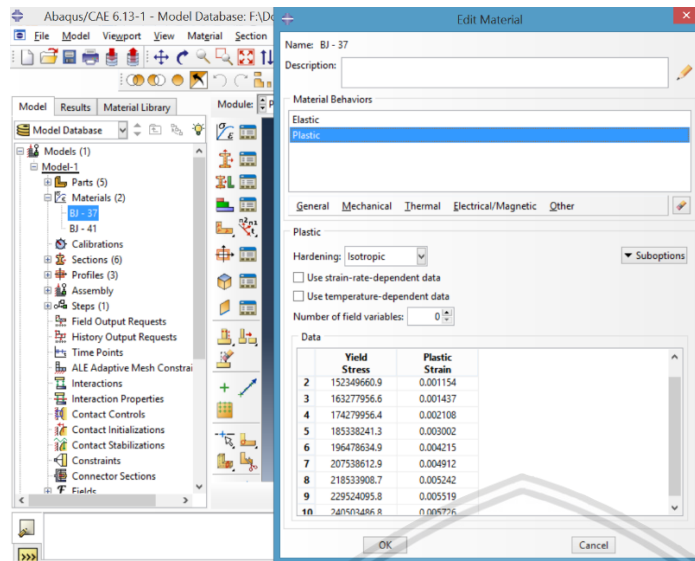 Abaqus/CAE 6.13-1 - Model Database: F:\Do
File Model Viewport View Material Section
Model Results Material Library
Module:
Model Database
Models (1)
Model-1
Parts (5)
Materials (2)
BJ - 37
BJ - 41
Calibrations
Sections (6)
Profiles (3)
Assembly
Steps (1)
Field Output Requests
History Output Requests
Time Points
ALE Adaptive Mesh Constrai
Interactions
Interaction Properties
Contact Controls
Contact Initializations
Contact Stabilizations
Constraints
Connector Sections
Fields
>>>
Edit Material
Name: BJ - 37
Description:
Material Behaviors
Elastic
Plastic
General Mechanical Thermal Electrical/Magnetic Other
Plastic
Hardening: Isotropic
Suboptions
Use strain-rate-dependent data
Use temperature-dependent data
Number of field variables: 0
Data
Yield Plastic
Stress Strain
2 152349660.9 0.001154
3 163277956.6 0.001437
4 174279956.4 0.002108
5 185338241.3 0.003002
6 196478634.9 0.004215
7 207538612.9 0.004912
8 218533908.7 0.005242
9 229524095.8 0.005519
10 240503486.8 0.005726
OK Cancel